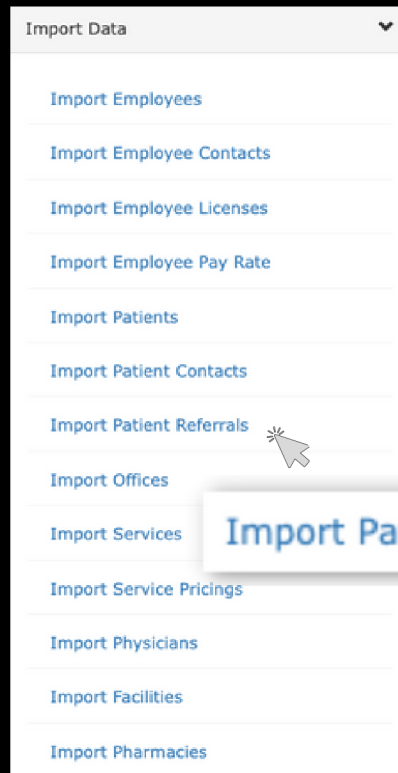 Import Data
Import Employees
Import Employee Contacts
Import Employee Licenses
Import Employee Pay Rate
Import Patients
Import Patient Contacts
Import Patient Referrals
Import Offices
Import Services
Import Pa
Import Service Pricings
Import Physicians
Import Facilities
Import Pharmacies